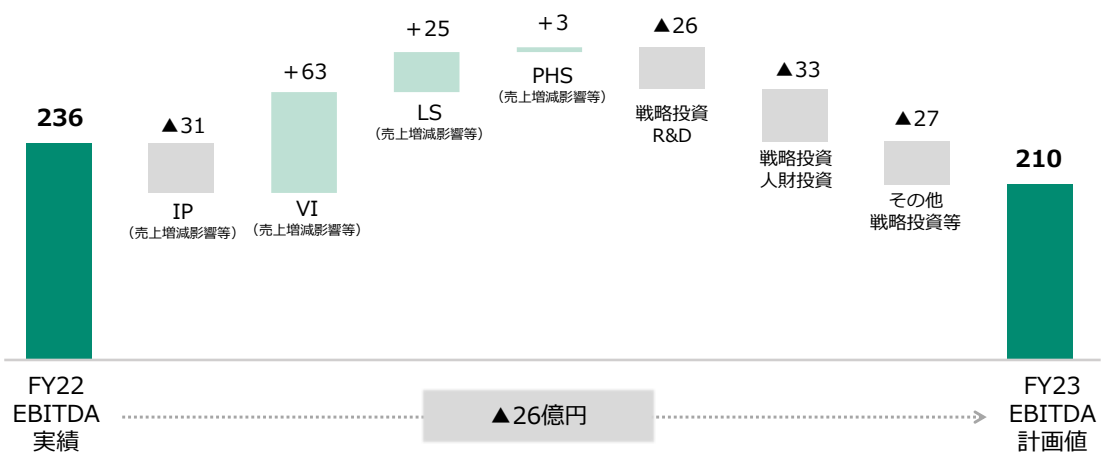 236
▲31
IP
（売上増減影響等）
+63
VI
（売上増減影響等）
+25
LS
（売上増減影響等）
+3
PHS
（売上増減影響等）
▲26
戦略投資
R&D
▲33
戦略投資
人財投資
▲27
その他
戦略投資等
210
FY22
EBITDA
実績
▲26億円
FY23
EBITDA
計画値